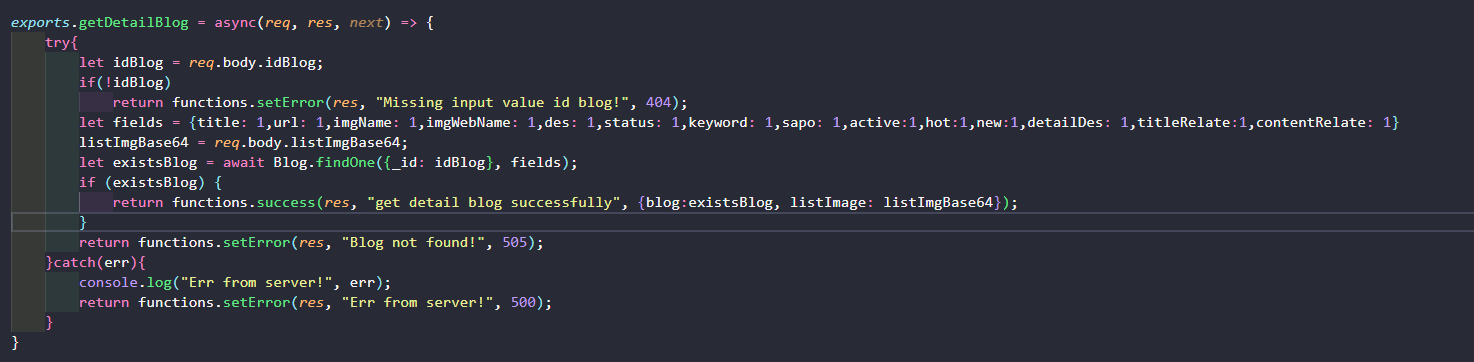 exports.getDetailBlog = async(req, res, next) => {
    try{
        let idBlog = req.body.idBlog;
        if(!idBlog)
            return functions.setError(res, "Missing input value id blog!", 404);
        let fields = {title: 1,url: 1,imgName: 1,imgWebName: 1,des: 1,status: 1,keyword: 1,sapo: 1,active:1,hot:1,new:1,detailDes: 1,titleRelate:1,contentRelate: 1}
        listImgBase64 = req.body.listImgBase64;
        let existsBlog = await Blog.findOne({_id: idBlog}, fields);
        if (existsBlog) {
            return functions.success(res, "get detail blog successfully", {blog:existsBlog, listImage: listImgBase64});
        }
        return functions.setError(res, "Blog not found!", 505);
    }catch(err){
        console.log("Err from server!", err);
        return functions.setError(res, "Err from server!", 500);
    }
}